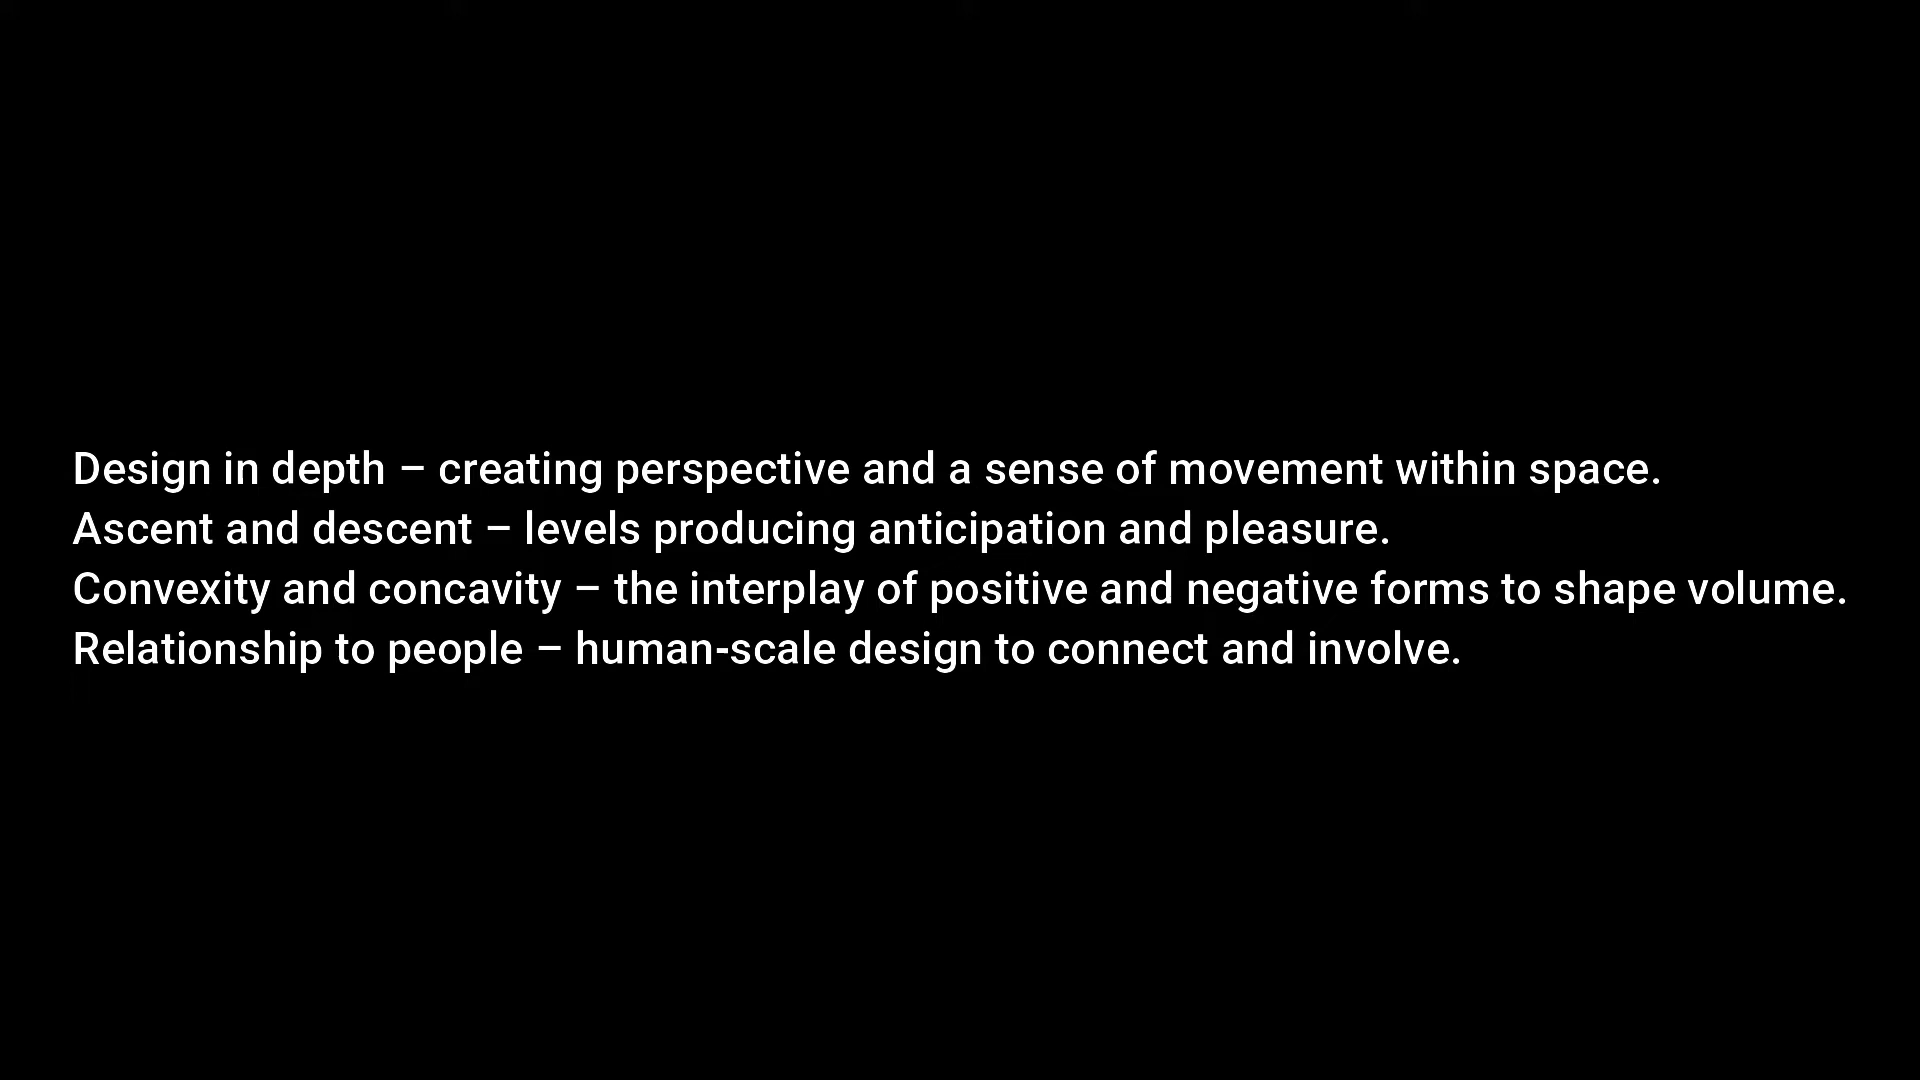 Design in depth – creating perspective and a sense of movement within space.
Ascent and descent – levels producing anticipation and pleasure.
Convexity and concavity – the interplay of positive and negative forms to shape volume.
Relationship to people – human-scale design to connect and involve.